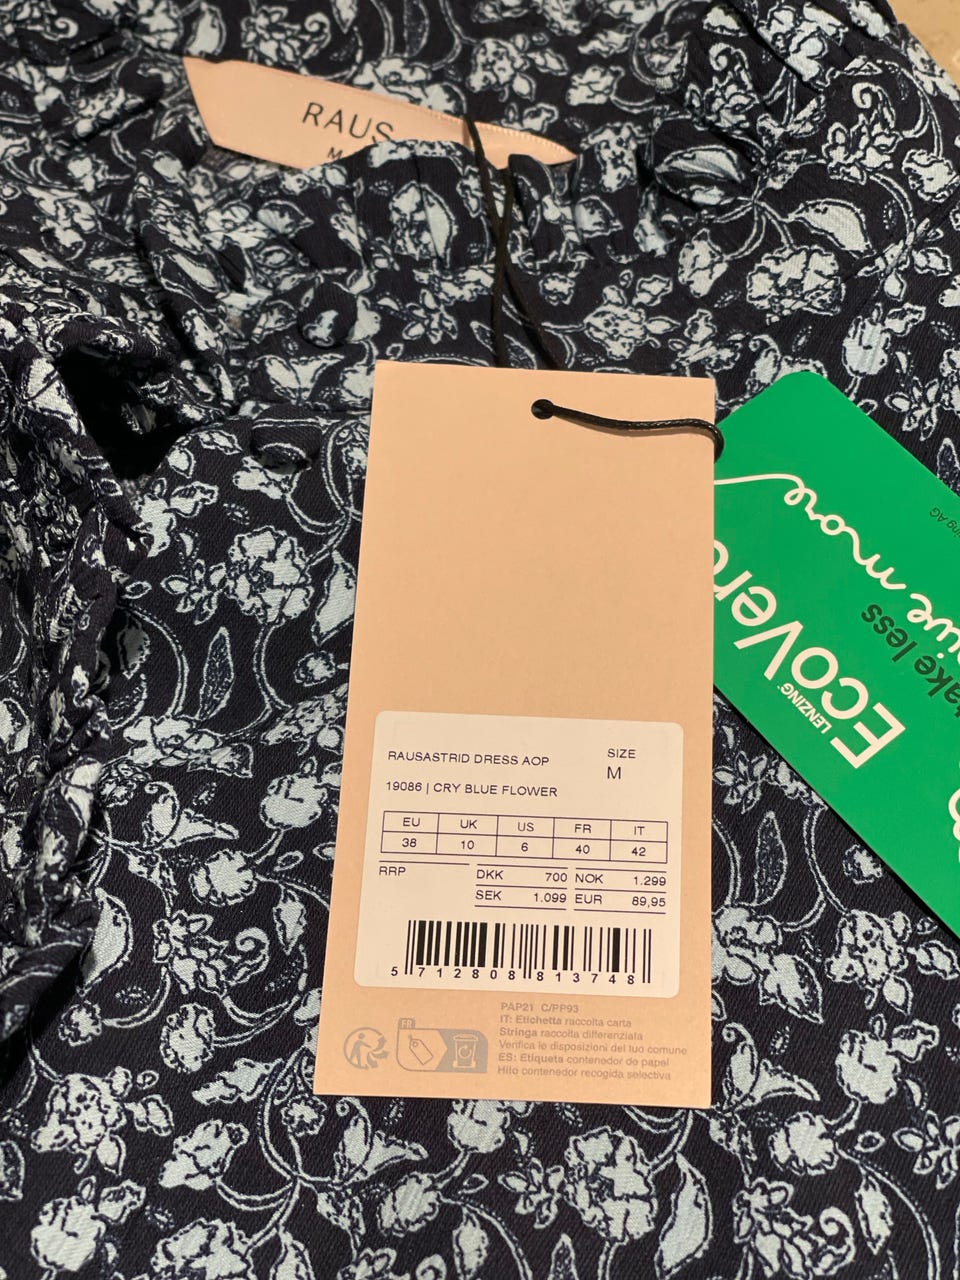 RAUS
M
RAUSASTRID DRESS AOP
SIZE
M
19086 | CRY BLUE FLOWER
EU UK US FR IT
38 10 6 40 42
RRP DKK 700 NOK 1.299
SEK 1.099 EUR 89,95
5 712808 813748
PAP21 C/PP93
IT: Etichetta raccolta carta
Stringa raccolta differenziata
Verifica le disposizioni del tuo comune
ES: Etiqueta contenedor de papel
Hilo contenedor recogida selectiva
FR
LENZING
EcoVero
take less
give more